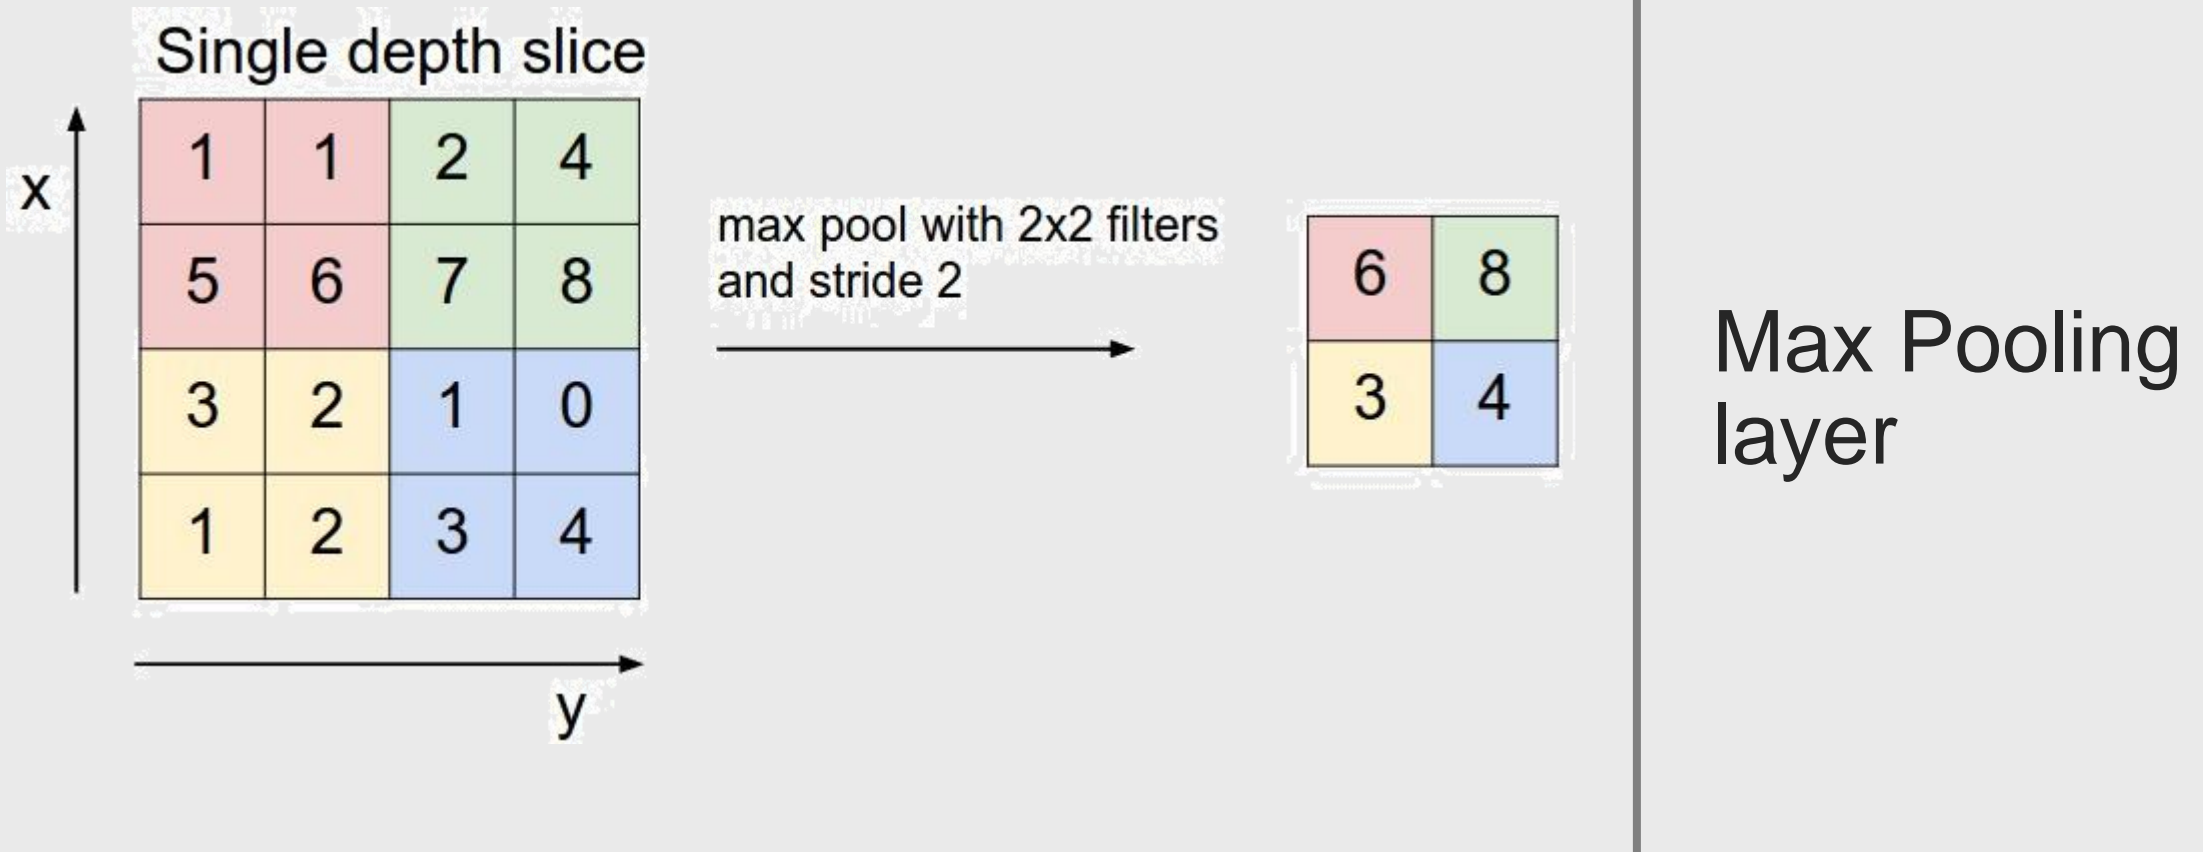 Single depth slice
x
1 1 2 4
5 6 7 8
3 2 1 0
1 2 3 4
y
max pool with 2x2 filters
and stride 2
6 8
3 4
Max Pooling
layer